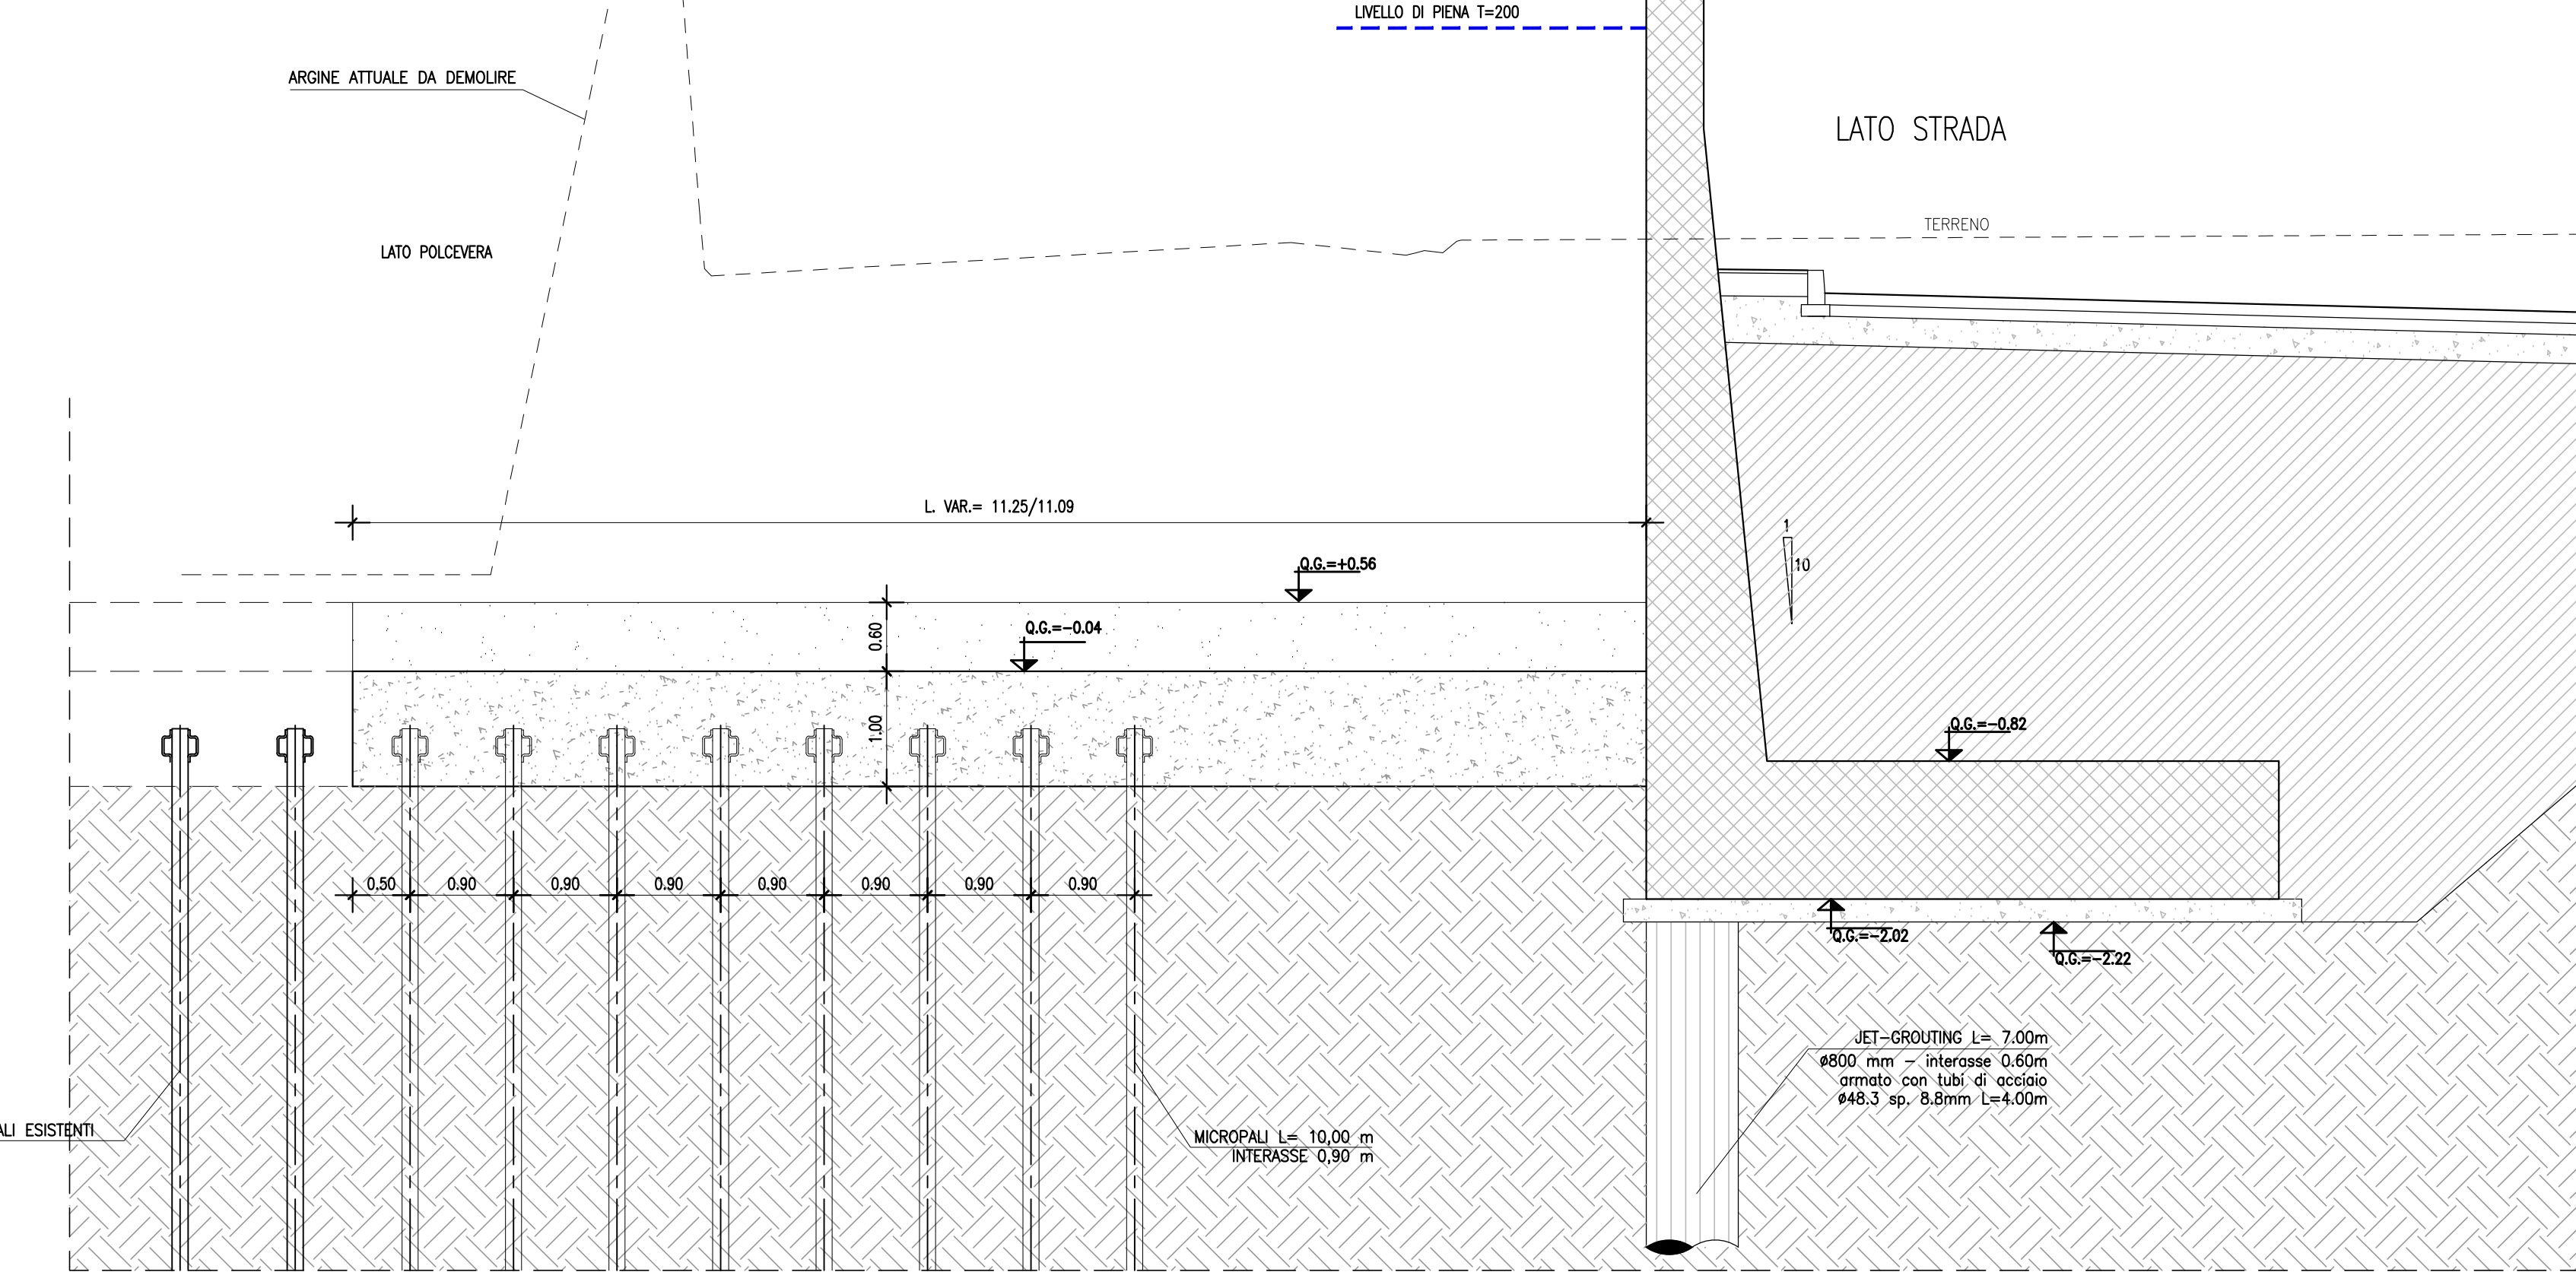 LIVELLO DI PIENA T=200
ARGINE ATTUALE DA DEMOLIRE
LATO STRADA
TERRENO
LATO POLCEVERA
L. VAR.= 11.25/11.09
1
10
Q.G.=+0.56
0.60
Q.G.=-0.04
1.00
Q.G.=-0.82
0.50 0.90 0.90 0.90 0.90 0.90 0.90 0.90
Q.G.=-2.02
Q.G.=-2.22
JET-GROUTING L= 7.00m
ø800 mm - interasse 0.60m
armato con tubi di acciaio
ø48.3 sp. 8.8mm L=4.00m
ALI ESISTENTI
MICROPALI L= 10,00 m
INTERASSE 0,90 m